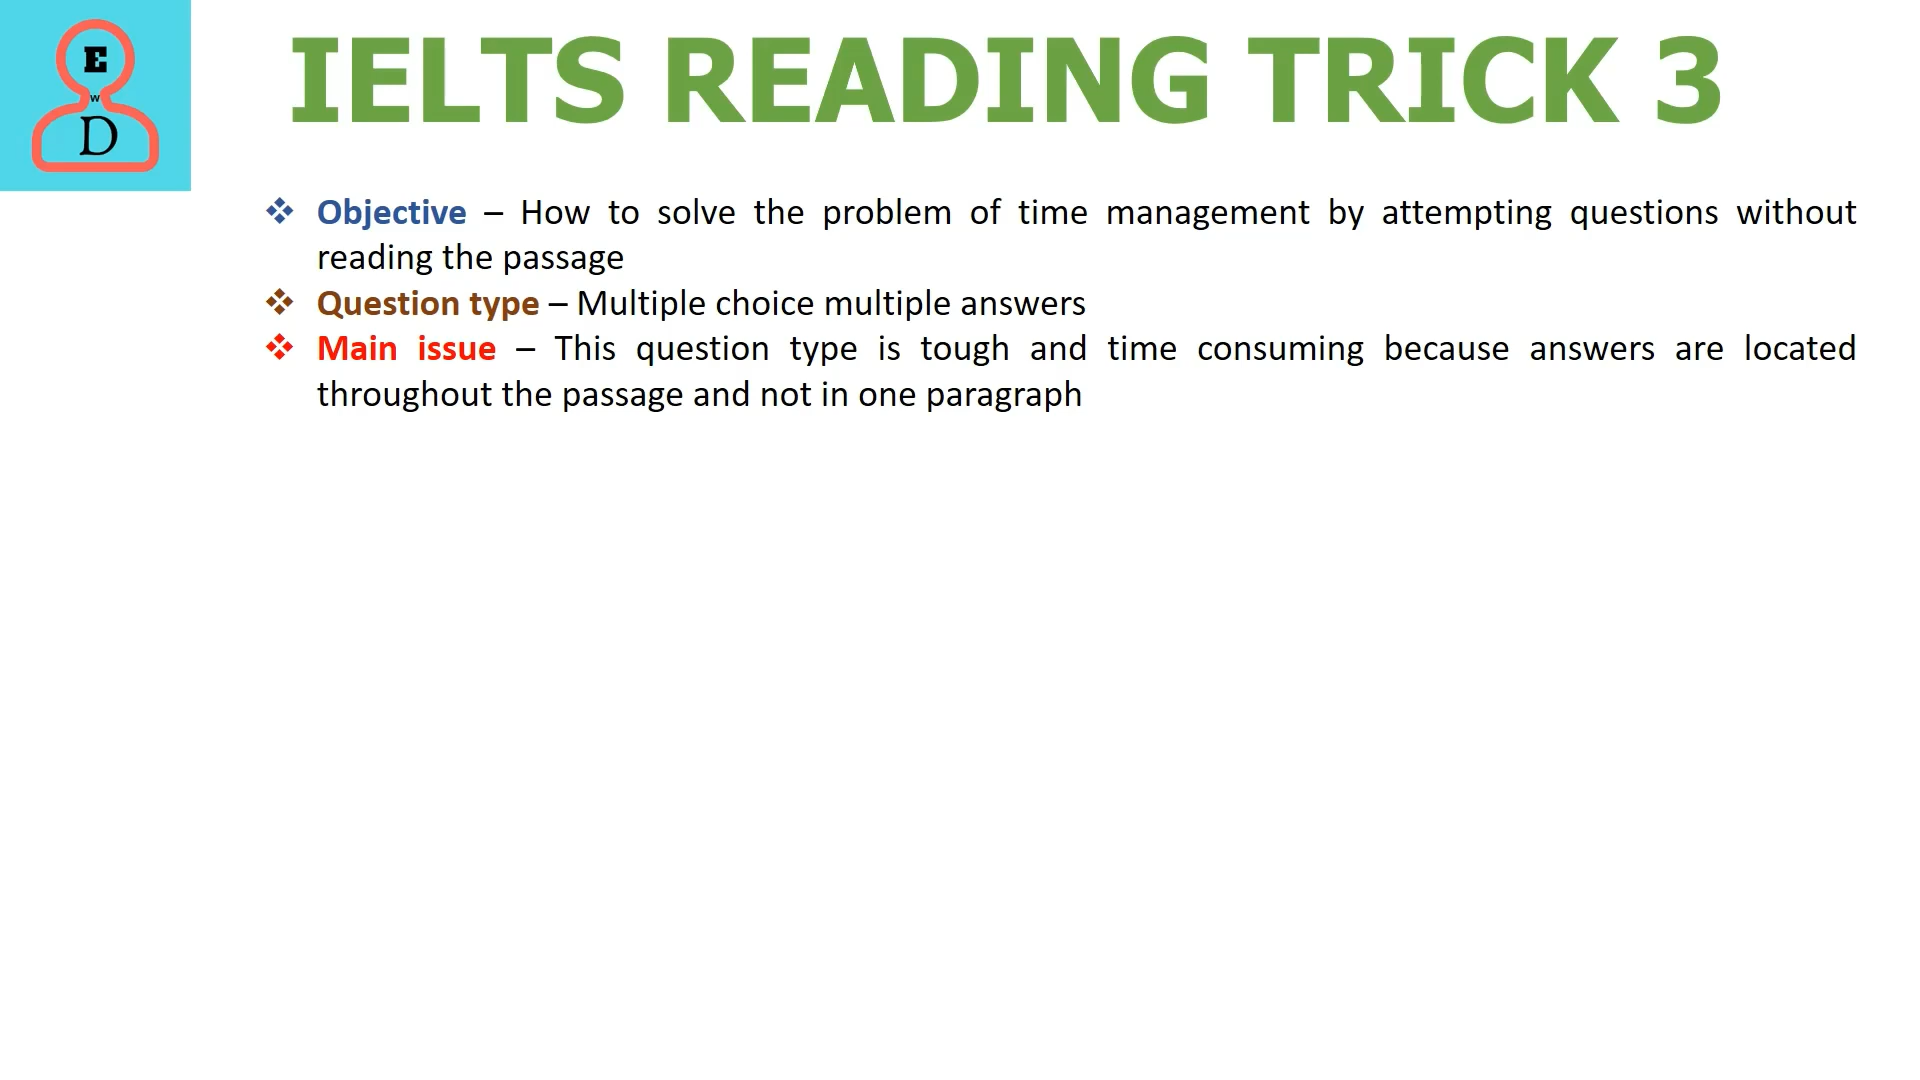 E
w
D
IELTS READING TRICK 3
❖ Objective – How to solve the problem of time management by attempting questions without
reading the passage
❖ Question type – Multiple choice multiple answers
❖ Main issue – This question type is tough and time consuming because answers are located
throughout the passage and not in one paragraph